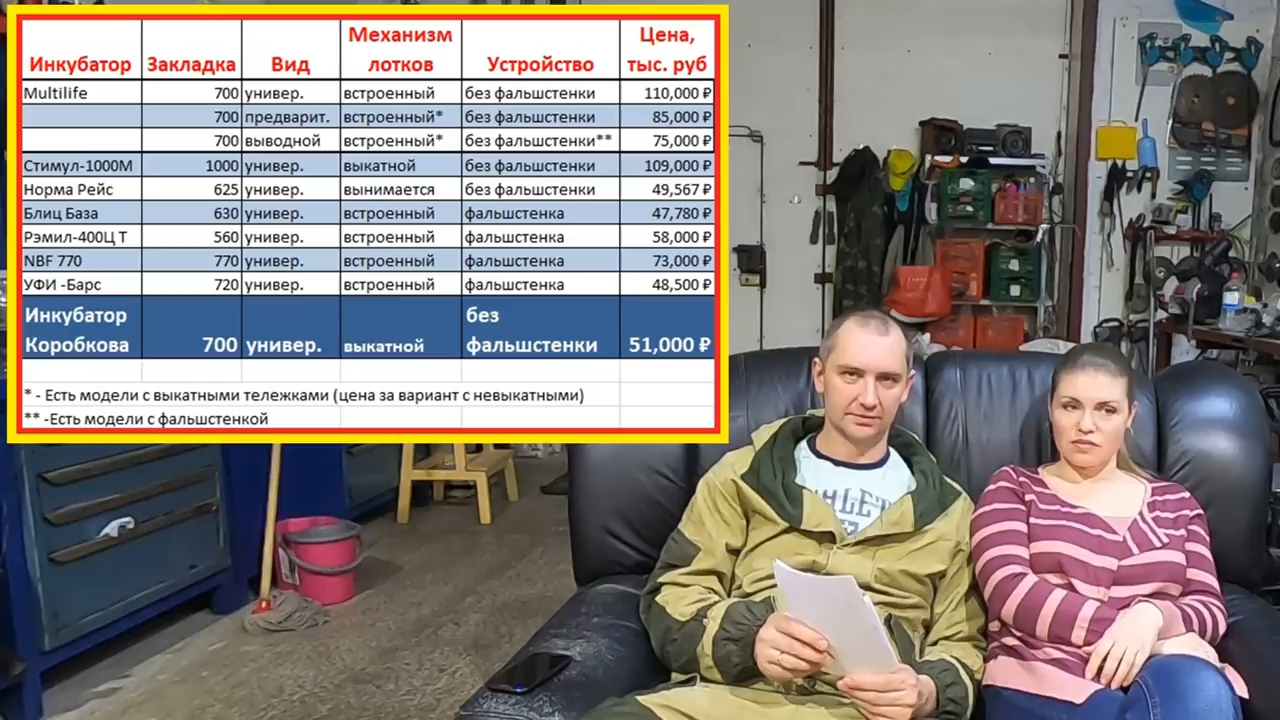 Инкубатор Закладка Вид Механизм лотков Устройство Цена, тыс. руб
Multilife 700 универ. встроенный без фальшстенки 110,000 ₽
700 предварит. встроенный* без фальшстенки 85,000 ₽
700 выводной встроенный* без фальшстенки** 75,000 ₽
Стимул-1000М 1000 универ. выкатной без фальшстенки 109,000 ₽
Норма Рейс 625 универ. вынимается без фальшстенки 49,567 ₽
Блиц База 630 универ. встроенный фальшстенка 47,780 ₽
Рэмил-400Ц Т 560 универ. встроенный фальшстенка 58,000 ₽
NBF 770 770 универ. встроенный фальшстенка 73,000 ₽
УФИ -Барс 720 универ. встроенный фальшстенка 48,500 ₽
Инкубатор Коробкова 700 универ. выкатной без фальшстенки 51,000 ₽
* - Есть модели с выкатными тележками (цена за вариант с невыкатными)
** -Есть модели с фальшстенкой